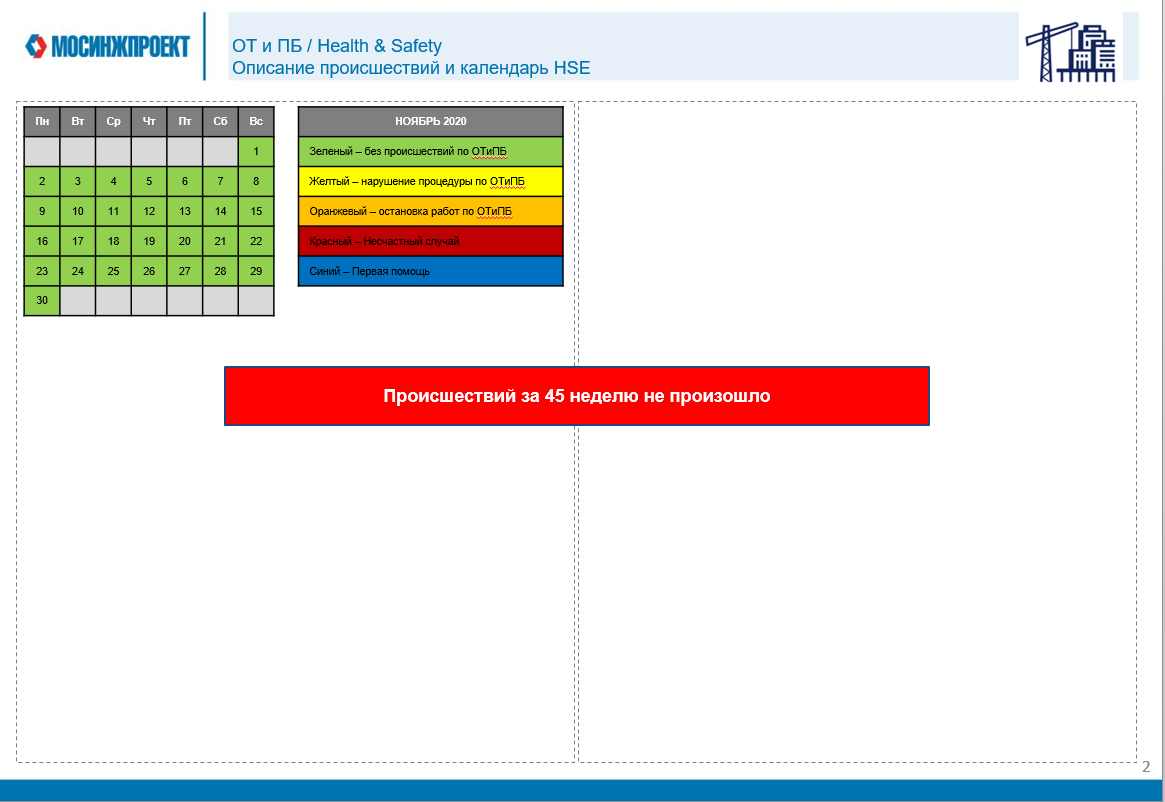 МОСИНЖПРОЕКТ
ОТ и ПБ / Health & Safety
Описание происшествий и календарь HSE
Пн Вт Ср Чт Пт Сб Вс
1
2 3 4 5 6 7 8
9 10 11 12 13 14 15
16 17 18 19 20 21 22
23 24 25 26 27 28 29
30
НОЯБРЬ 2020
Зеленый – без происшествий по ОТиПБ
Желтый – нарушение процедуры по ОТиПБ
Оранжевый – остановка работ по ОТиПБ
Красный – Несчастный случай
Синий – Первая помощь
Происшествий за 45 неделю не произошло
2